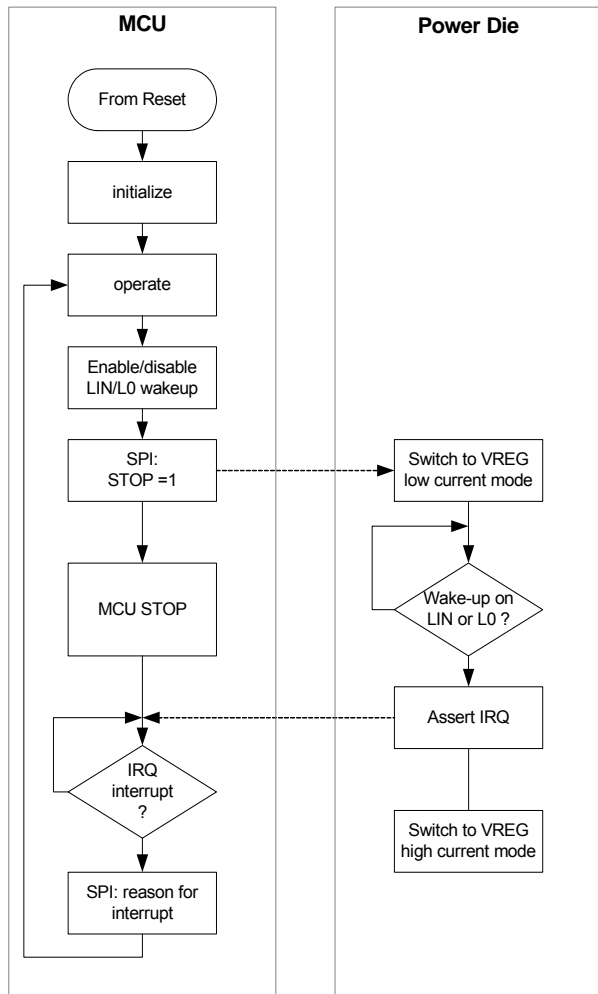 MCU
From Reset
initialize
operate
Enable/disable
LIN/L0 wakeup
SPI:
STOP =1
MCU STOP
IRQ
interrupt
?
SPI: reason for
interrupt
Power Die
Switch to VREG
low current mode
Wake-up on
LIN or L0 ?
Assert IRQ
Switch to VREG
high current mode